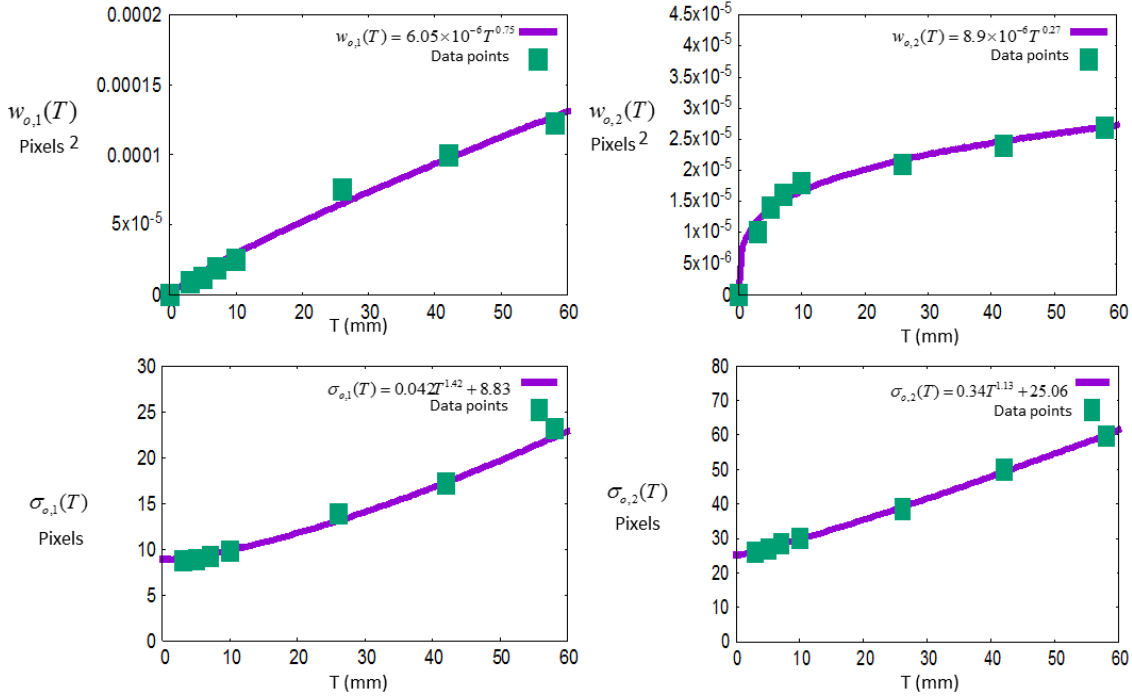 0.0002
0.00015
0.0001
5x10^-5
0
w_{o,1}(T)
Pixels 2
w_{o,1}(T) = 6.05×10^{-6}T^{0.75}
Data points
0 10 20 30 40 50 60
T (mm)
4.5x10^-5
4x10^-5
3.5x10^-5
3x10^-5
2.5x10^-5
2x10^-5
1.5x10^-5
1x10^-5
5x10^-6
0
w_{o,2}(T)
Pixels 2
w_{o,2}(T) = 8.9×10^{-6}T^{0.27}
Data points
0 10 20 30 40 50 60
T (mm)
30
25
20
15
10
5
0
σ_{o,1}(T)
Pixels
σ_{o,1}(T) = 0.042T^{1.42} + 8.83
Data points
0 10 20 30 40 50 60
T (mm)
80
70
60
50
40
30
20
10
0
σ_{o,2}(T)
Pixels
σ_{o,2}(T) = 0.34T^{1.13} + 25.06
Data points
0 10 20 30 40 50 60
T (mm)